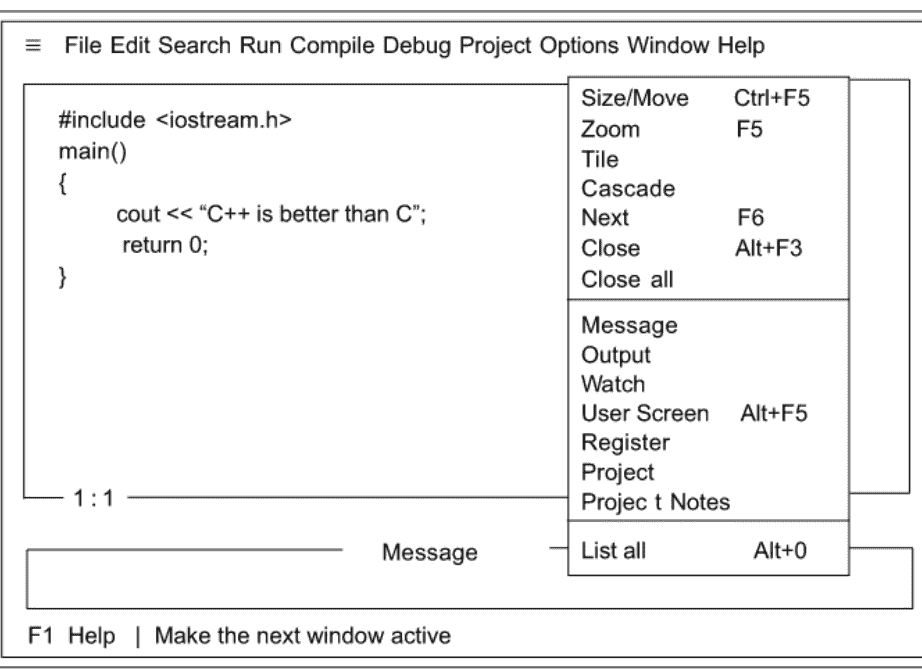 ≡ File Edit Search Run Compile Debug Project Options Window Help
#include <iostream.h>
main()
{
cout << “C++ is better than C”;
return 0;
}
1 : 1
Size/Move Ctrl+F5
Zoom F5
Tile
Cascade
Next F6
Close Alt+F3
Close all
Message
Output
Watch
User Screen Alt+F5
Register
Project
Projec t Notes
List all Alt+0
Message
F1 Help | Make the next window active